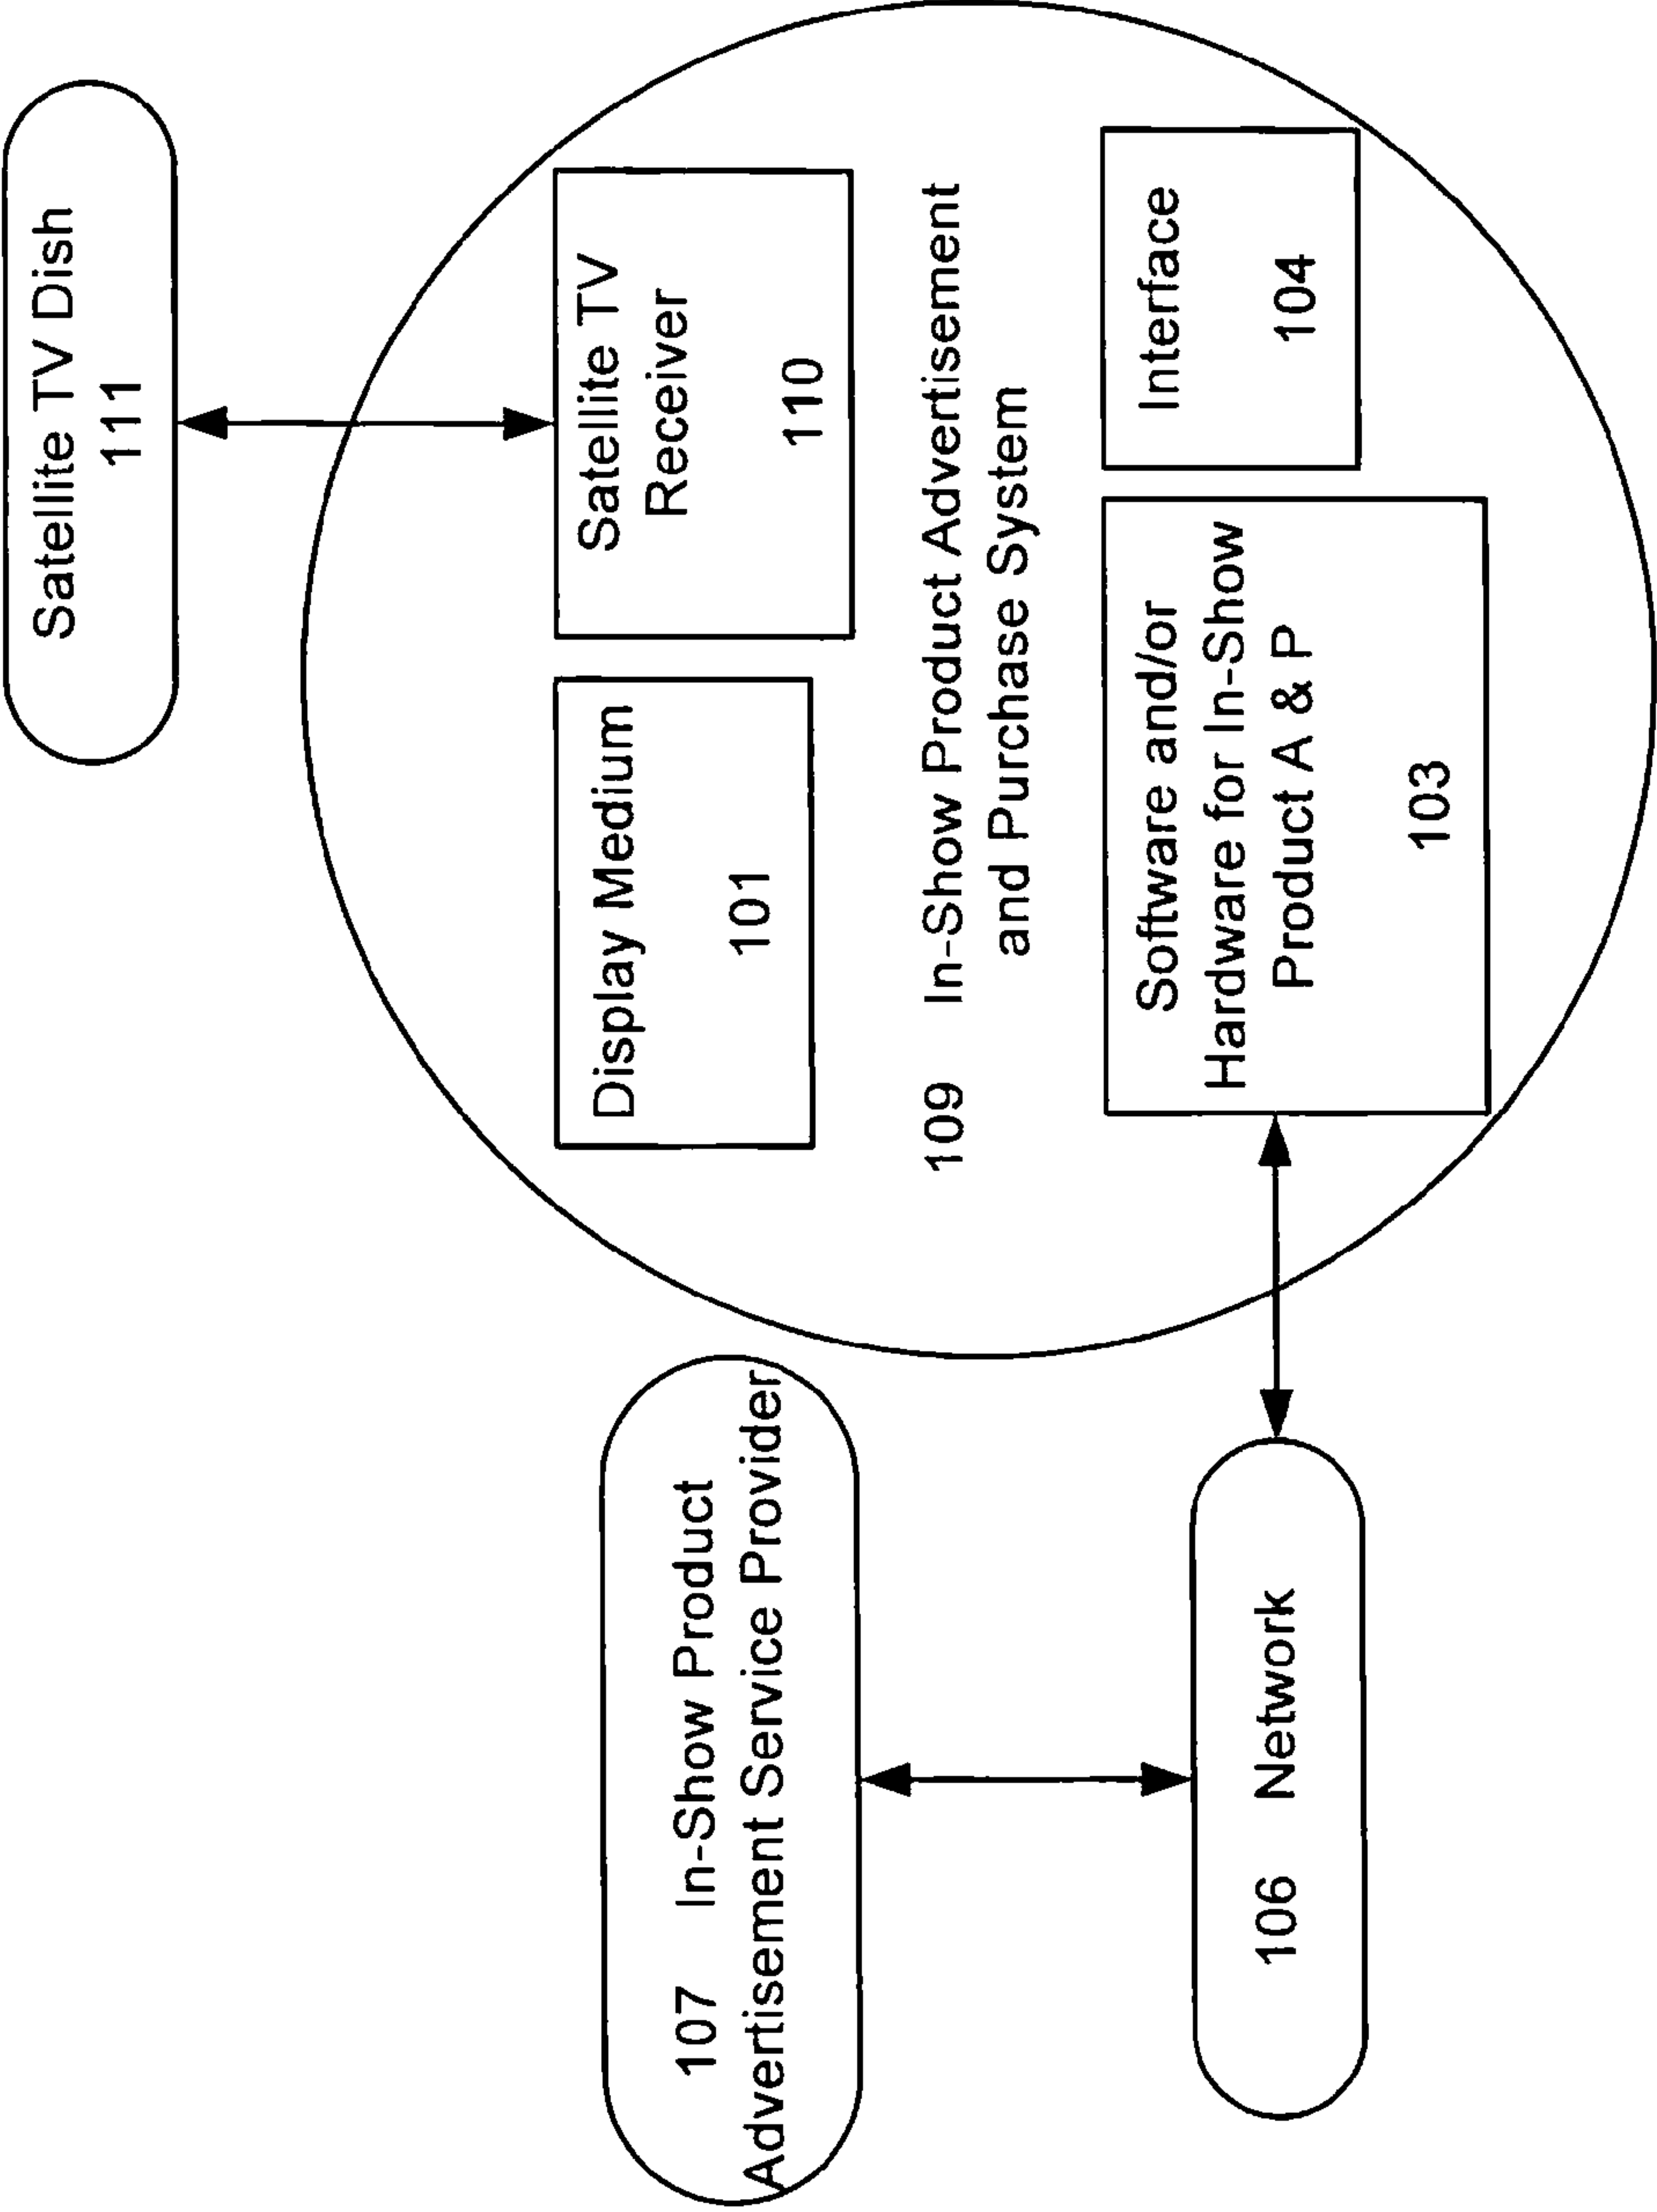 Satellite TV Dish
111
Display Medium
101
Satellite TV
Receiver
110
109 In-Show Product Advertisement
and Purchase System
Software and/or
Hardware for In-Show
Product A & P
103
Interface
104
107 In-Show Product
Advertisement Service Provider
106 Network